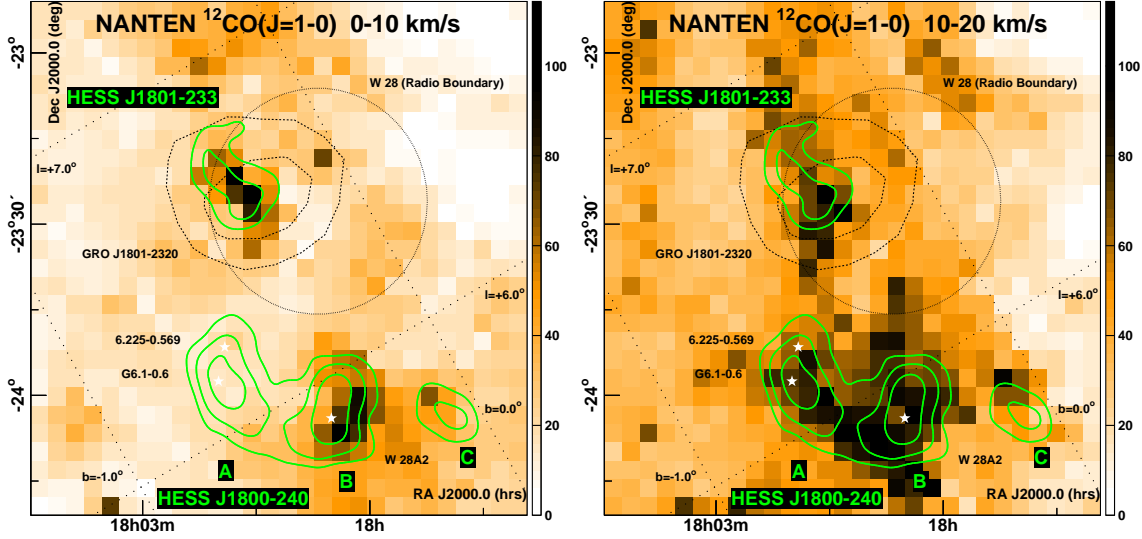 NANTEN ¹²CO(J=1-0) 0-10 km/s
Dec J2000.0 (deg)
-23°
W 28 (Radio Boundary)
HESS J1801-233
l=+7.0°
-23°30´
GRO J1801-2320
l=+6.0°
6.225-0.569
G6.1-0.6
-24°
b=0.0°
b=-1.0°
W 28A2
A
B
C
HESS J1800-240
RA J2000.0 (hrs)
18h03m
18h
0
20
40
60
80
100
NANTEN ¹²CO(J=1-0) 10-20 km/s
Dec J2000.0 (deg)
-23°
W 28 (Radio Boundary)
HESS J1801-233
l=+7.0°
-23°30´
GRO J1801-2320
l=+6.0°
6.225-0.569
G6.1-0.6
-24°
b=0.0°
b=-1.0°
W 28A2
A
B
C
HESS J1800-240
RA J2000.0 (hrs)
18h03m
18h
0
20
40
60
80
100